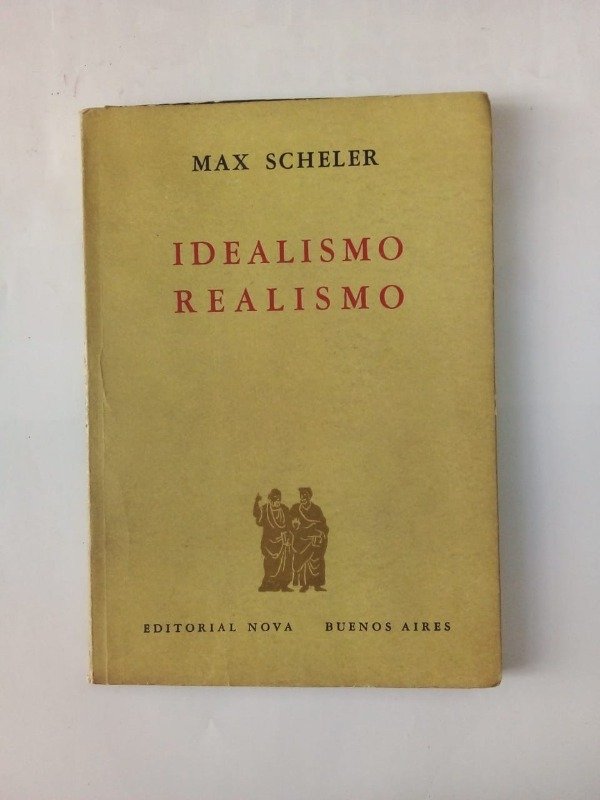 MAX SCHELER
IDEALISMO
REALISMO
EDITORIAL NOVA BUENOS AIRES